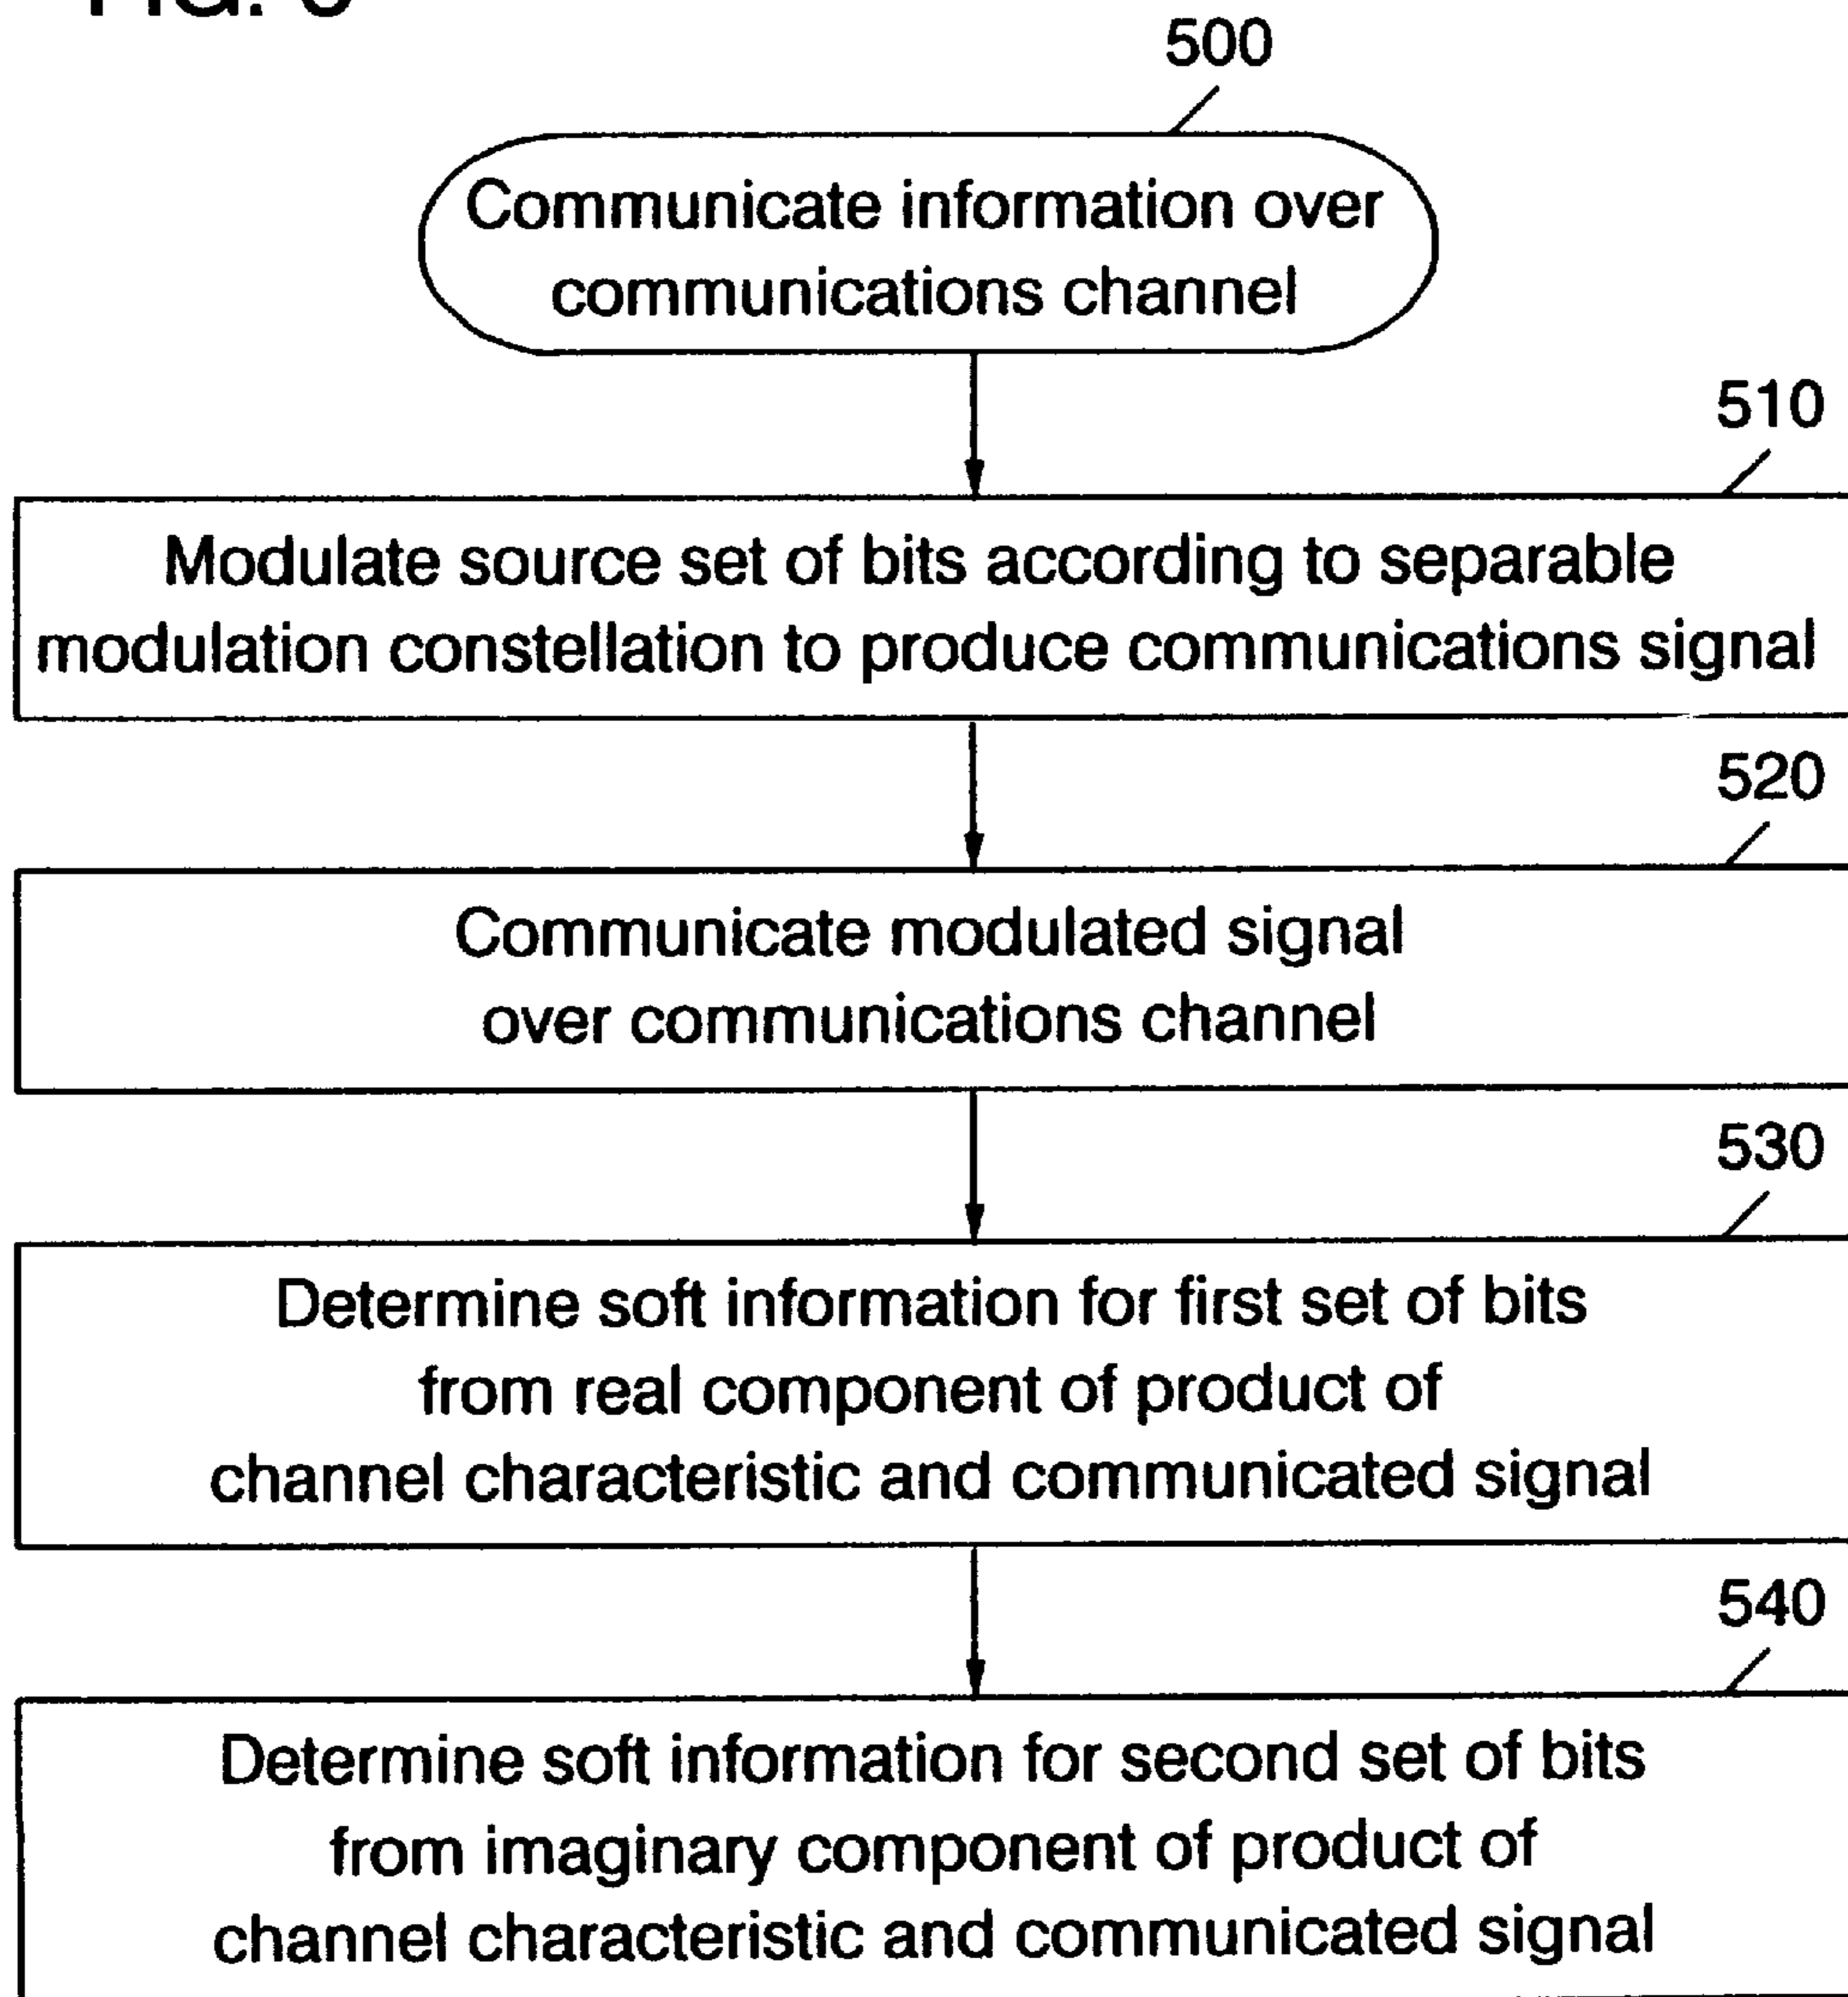 FIG.
500
Communicate information over
communications channel
510
Modulate source set of bits according to separable
modulation constellation to produce communications signal
520
Communicate modulated signal
over communications channel
530
Determine soft information for first set of bits
from real component of product of
channel characteristic and communicated signal
540
Determine soft information for second set of bits
from imaginary component of product of
channel characteristic and communicated signal